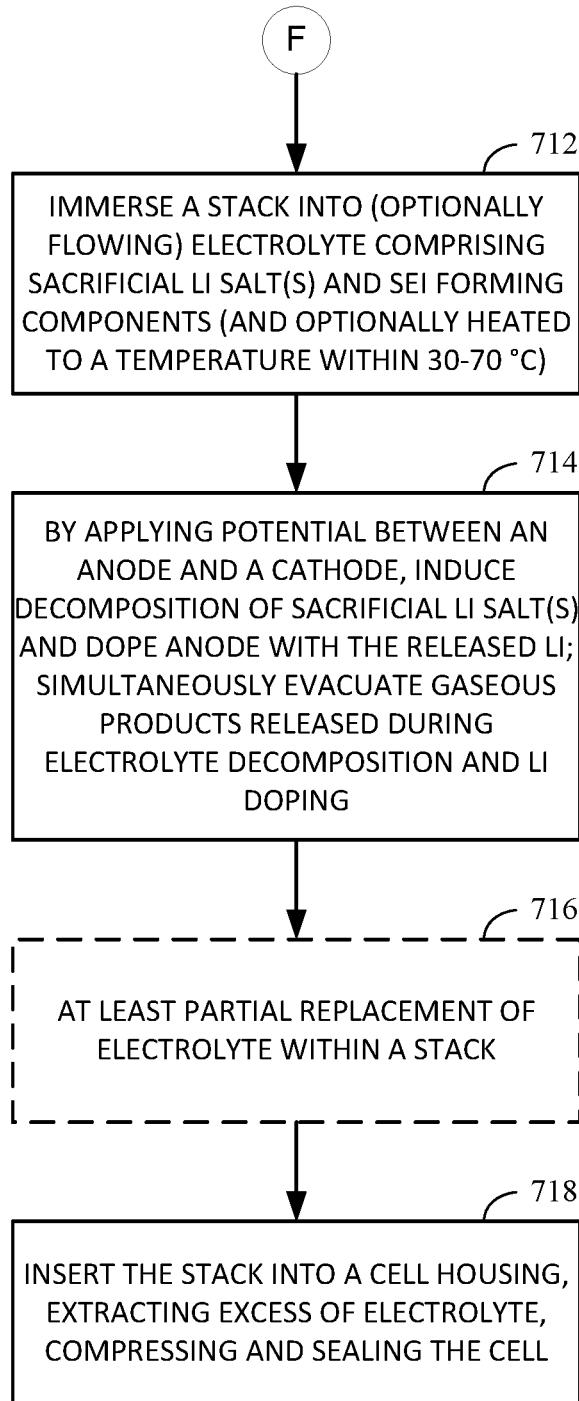 F
712
IMMERSE A STACK INTO (OPTIONALLY
FLOWING) ELECTROLYTE COMPRISING
SACRIFICIAL LI SALT(S) AND SEI FORMING
COMPONENTS (AND OPTIONALLY HEATED
TO A TEMPERATURE WITHIN 30-70 °C)
714
BY APPLYING POTENTIAL BETWEEN AN
ANODE AND A CATHODE, INDUCE
DECOMPOSITION OF SACRIFICIAL LI SALT(S)
AND DOPE ANODE WITH THE RELEASED LI;
SIMULTANEOUSLY EVACUATE GASEOUS
PRODUCTS RELEASED DURING
ELECTROLYTE DECOMPOSITION AND LI
DOPING
716
AT LEAST PARTIAL REPLACEMENT OF
ELECTROLYTE WITHIN A STACK
718
INSERT THE STACK INTO A CELL HOUSING,
EXTRACTING EXCESS OF ELECTROLYTE,
COMPRESSING AND SEALING THE CELL